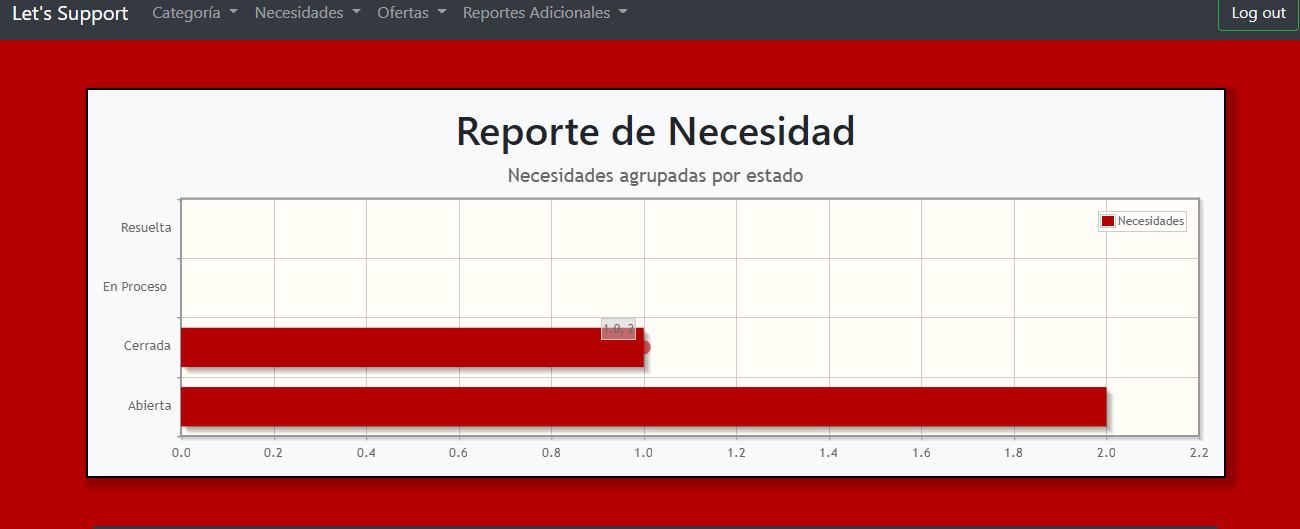 Let's Support Categoría Necesidades Ofertas Reportes Adicionales Log out
Reporte de Necesidad
Necesidades agrupadas por estado
Necesidades
Resuelta
En Proceso
1.0, 2
Cerrada
Abierta
0.0 0.2 0.4 0.6 0.8 1.0 1.2 1.4 1.6 1.8 2.0 2.2